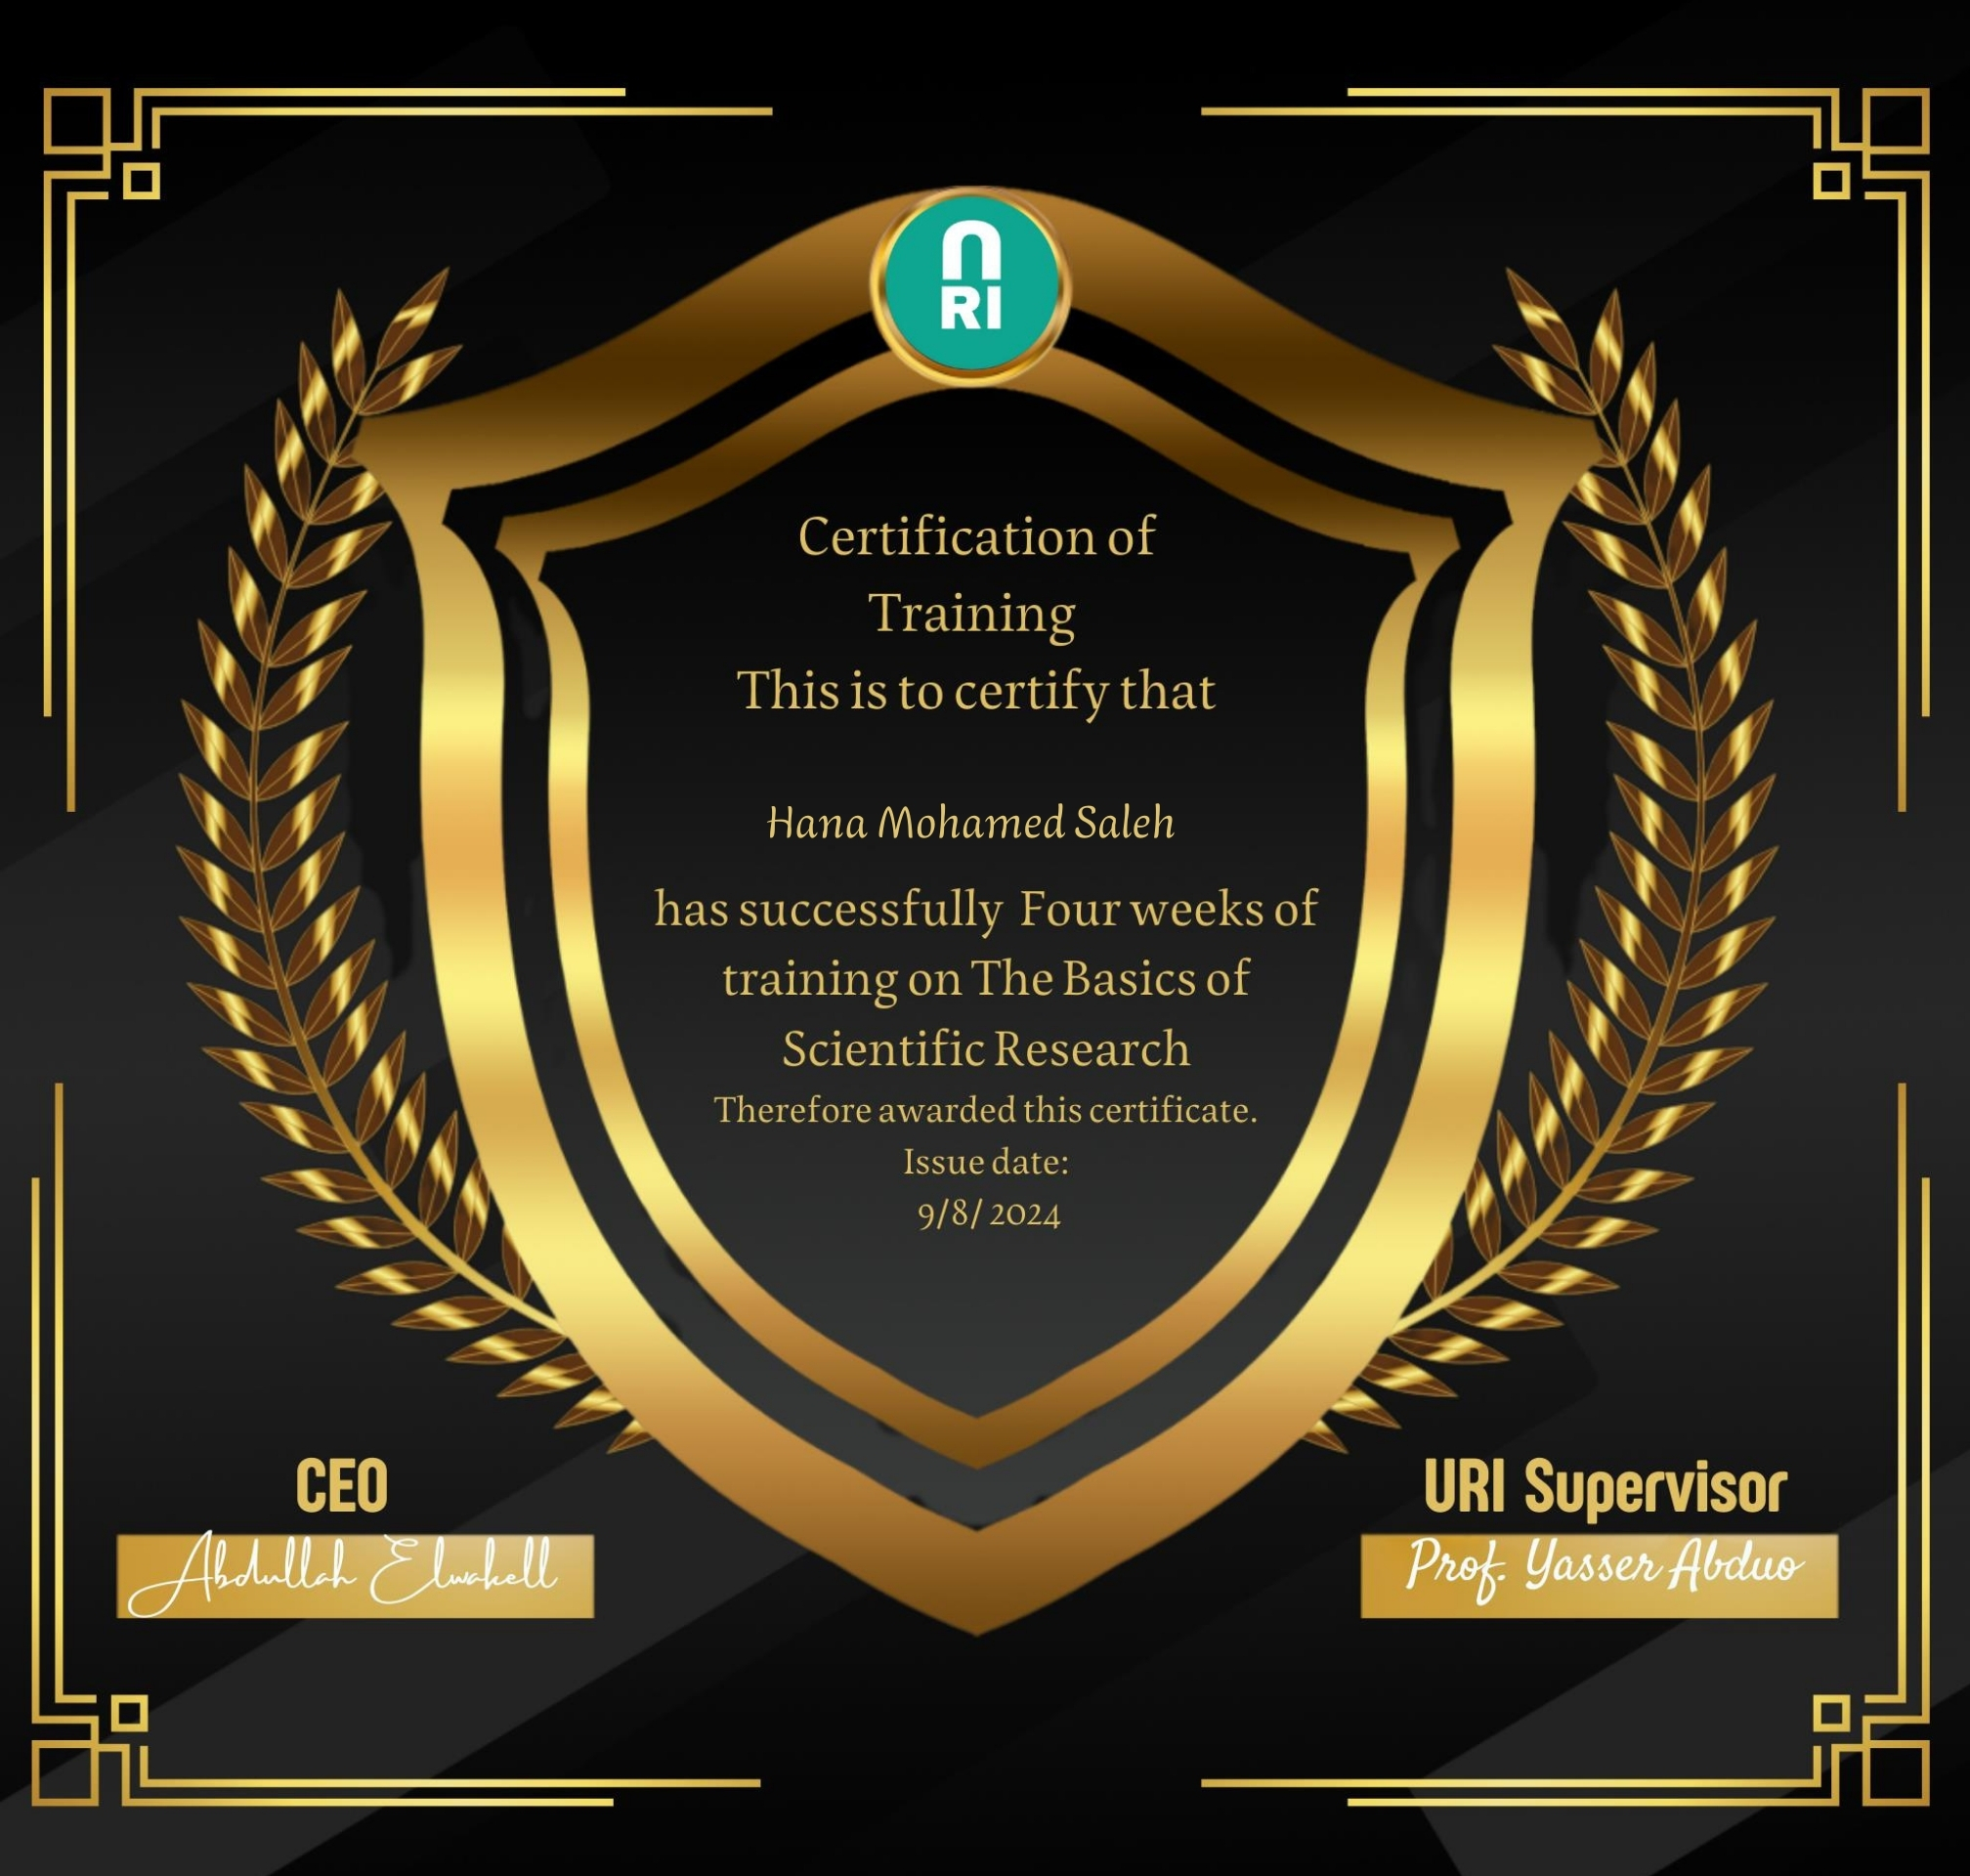 RI
Certification of
Training
This is to certify that
Hana Mohamed Saleh
has successfully Four weeks of
training on The Basics of
Scientific Research
Therefore awarded this certificate.
Issue date:
9/8/ 2024
CEO
Abdullah Elwakell
URI Supervisor
Prof. Yasser Abduo